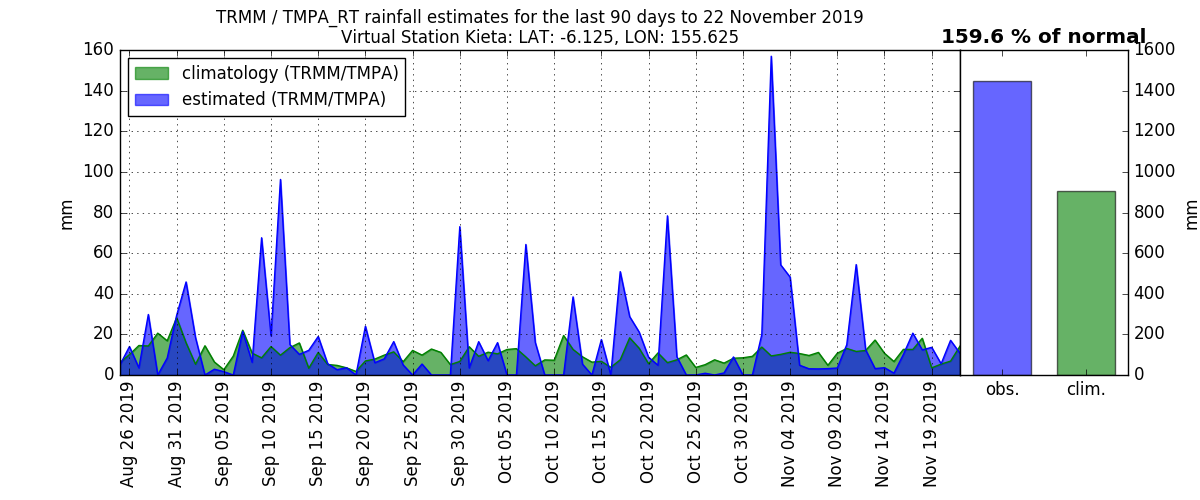 TRMM / TMPA_RT rainfall estimates for the last 90 days to 22 November 2019
Virtual Station Kieta: LAT: -6.125, LON: 155.625
159.6 % of normal
climatology (TRMM/TMPA)
estimated (TRMM/TMPA)
mm
160
140
120
100
80
60
40
20
0
1600
1400
1200
1000
800
600
400
200
0
mm
Aug 26 2019
Aug 31 2019
Sep 05 2019
Sep 10 2019
Sep 15 2019
Sep 20 2019
Sep 25 2019
Sep 30 2019
Oct 05 2019
Oct 10 2019
Oct 15 2019
Oct 20 2019
Oct 25 2019
Oct 30 2019
Nov 04 2019
Nov 09 2019
Nov 14 2019
Nov 19 2019
obs.
clim.